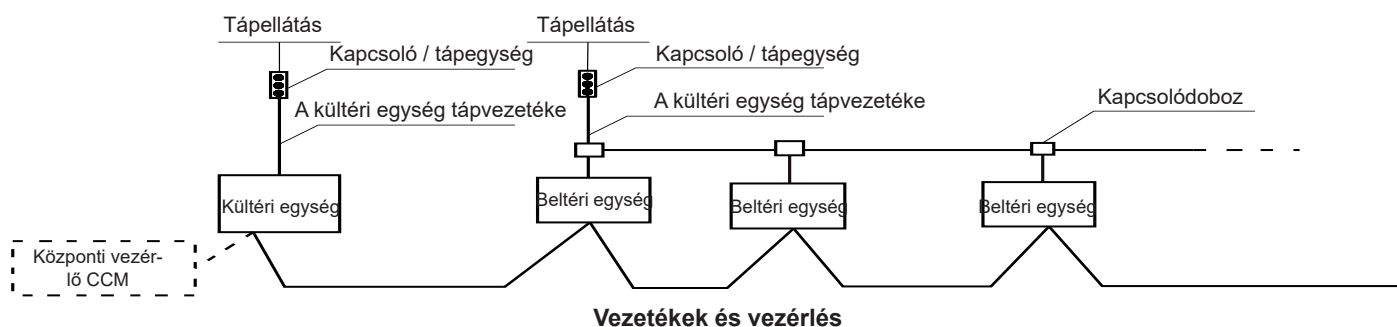 Tápellátás
Tápellátás
Kapcsoló / tápegység
Kapcsoló / tápegység
A kültéri egység tápvezetéke
A kültéri egység tápvezetéke
Kapcsolódoboz
Kültéri egység
Beltéri egység
Beltéri egység
Beltéri egység
Központi vezér-
lő CCM
Vezetékek és vezérlés